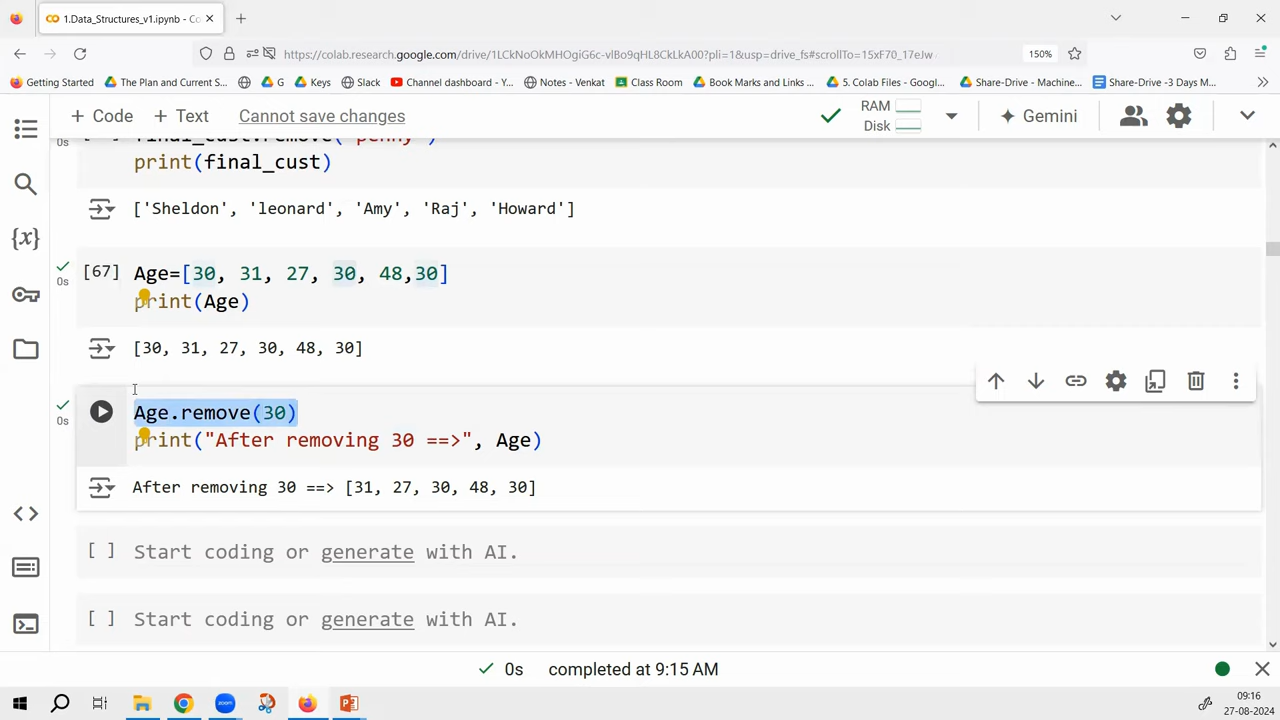 1.Data_Structures_v1.ipynb - Co
https://colab.research.google.com/drive/1LCkNoOkMHOgiG6c-vlBo9qHL8CkLkA00?pli=1&usp=drive_fs#scrollTo=15xF70_17eJw
150%
Getting Started
The Plan and Current S...
G
Keys
Slack
Channel dashboard - Y...
Notes - Venkat
Class Room
Book Marks and Links ...
5. Colab Files - Googl...
Share-Drive - Machine...
Share-Drive -3 Days M...
+ Code
+ Text
Cannot save changes
RAM
Disk
Gemini
0s
final_cust.remove("penny")
print(final_cust)
['Sheldon', 'leonard', 'Amy', 'Raj', 'Howard']
[67]
0s
Age=[30, 31, 27, 30, 48,30]
print(Age)
[30, 31, 27, 30, 48, 30]
0s
Age.remove(30)
print("After removing 30 ==>", Age)
After removing 30 ==> [31, 27, 30, 48, 30]
[ ] Start coding or generate with AI.
[ ] Start coding or generate with AI.
{x}
0s completed at 9:15 AM
zoom
09:16
27-08-2024